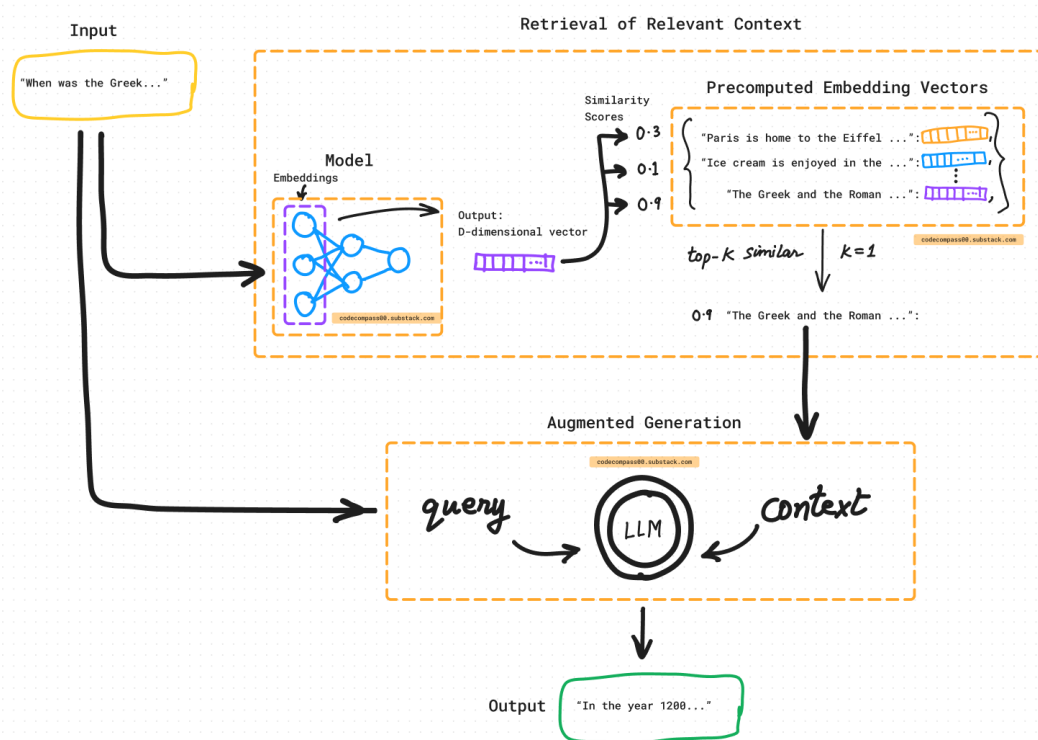 Retrieval of Relevant Context
Input
"When was the Greek..."
Precomputed Embedding Vectors
Similarity
Scores
0.3
"Paris is home to the Eiffel ...":
,
0.1
"Ice cream is enjoyed in the ...":
,
0.9
"The Greek and the Roman ...":
,
Model
Embeddings
Output:
D-dimensional vector
codecompass00.substack.com
top-K similar
K=1
codecompass00.substack.com
0.9 "The Greek and the Roman ...":
Augmented Generation
codecompass00.substack.com
query
LLM
context
Output
"In the year 1200..."